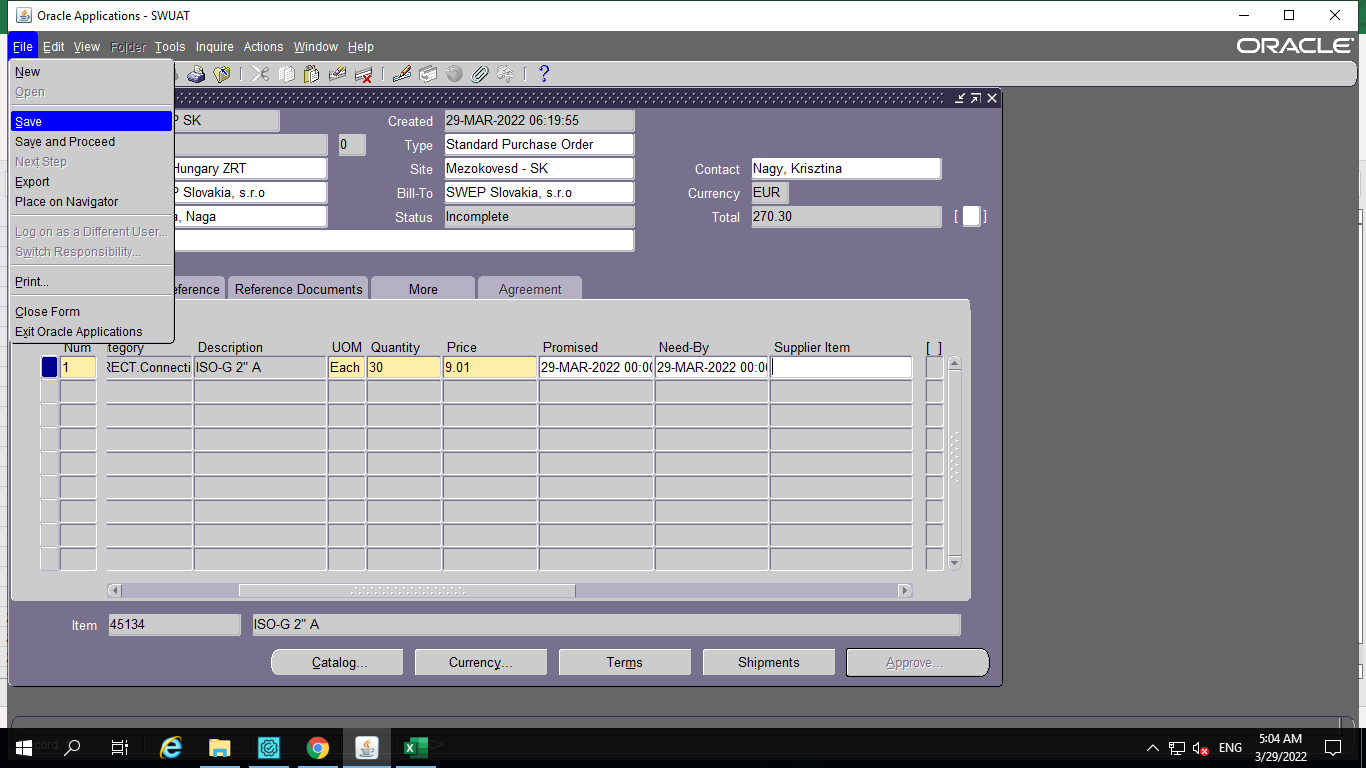 Oracle Applications - SWUAT
File Edit View Folder Tools Inquire Actions Window Help
ORACLE
New
Open
Save
Save and Proceed
Next Step
Export
Place on Navigator
Log on as a Different User...
Switch Responsibility...
Print...
Close Form
Exit Oracle Applications
P SK
Created 29-MAR-2022 06:19:55
0
Type Standard Purchase Order
Hungary ZRT
Site Mezokovesd - SK
Contact Nagy, Krisztina
P Slovakia, s.r.o
Bill-To SWEP Slovakia, s.r.o
Currency EUR
a, Naga
Status Incomplete
Total 270.30
[ ]
eference Reference Documents More Agreement
Num tegory Description UOM Quantity Price Promised Need-By Supplier Item [ ]
1 RECT.Connecti ISO-G 2" A Each 30 9.01 29-MAR-2022 00:00 29-MAR-2022 00:00
Item 45134 ISO-G 2" A
Catalog... Currency... Terms Shipments Approve...
ENG
5:04 AM
3/29/2022